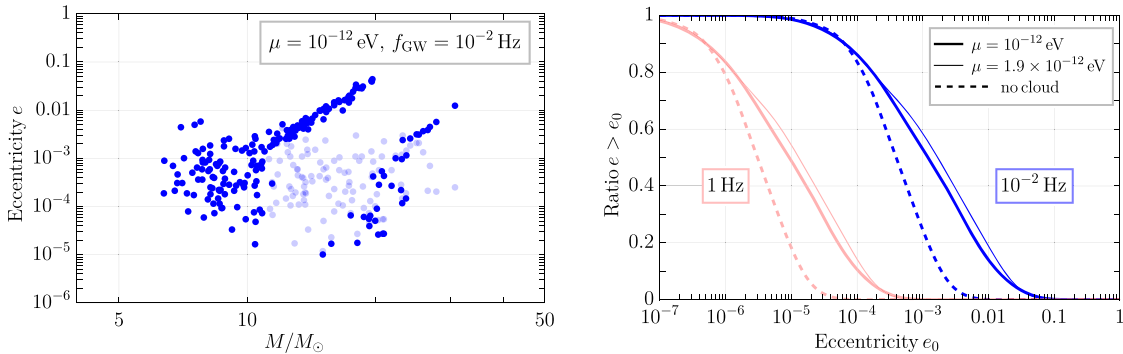 μ = 10⁻¹² eV, f_GW = 10⁻² Hz
Eccentricity e
1
0.1
0.01
10⁻³
10⁻⁴
10⁻⁵
10⁻⁶
5
10
50
M/M⊙
Ratio e > e₀
1
0.8
0.6
0.4
0.2
0
μ = 10⁻¹² eV
μ = 1.9 × 10⁻¹² eV
no cloud
1 Hz
10⁻² Hz
10⁻⁷
10⁻⁶
10⁻⁵
10⁻⁴
10⁻³
0.01
0.1
1
Eccentricity e₀